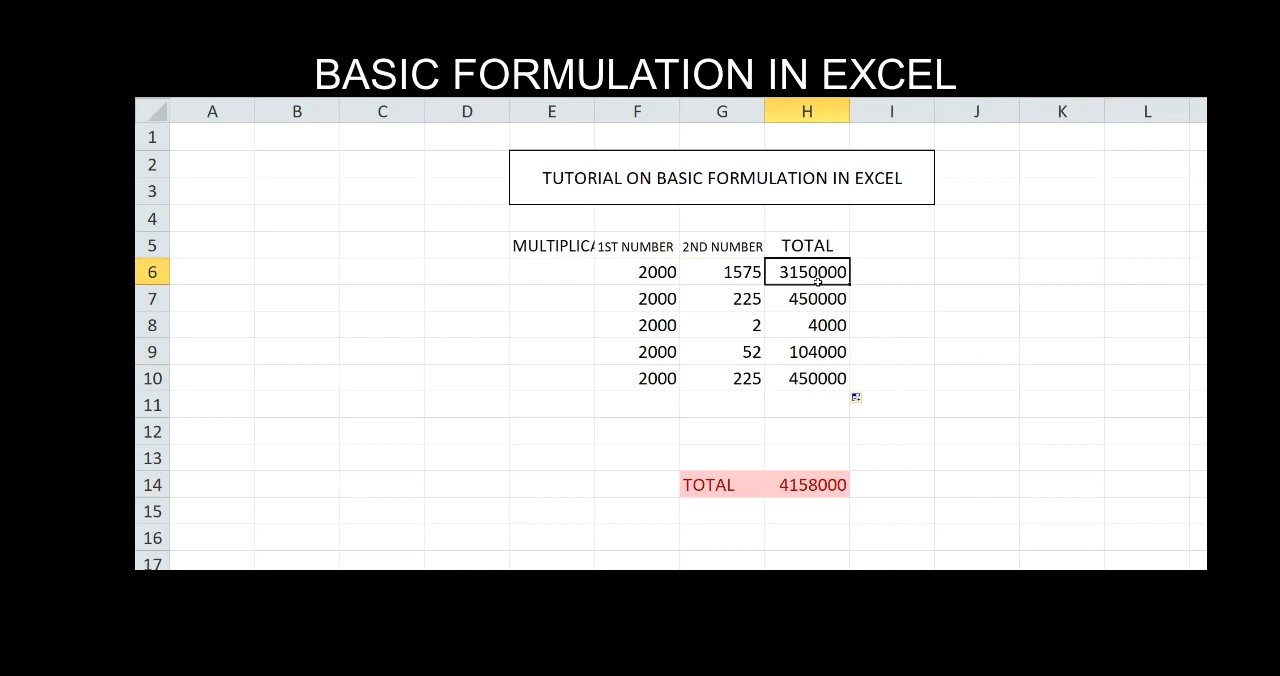 BASIC FORMULATION IN EXCEL
A B C D E F G H I J K L
1
2
TUTORIAL ON BASIC FORMULATION IN EXCEL
3
4
5 MULTIPLICA 1ST NUMBER 2ND NUMBER TOTAL
6 2000 1575 3150000
7 2000 225 450000
8 2000 2 4000
9 2000 52 104000
10 2000 225 450000
11
12
13
14 TOTAL 4158000
15
16
17